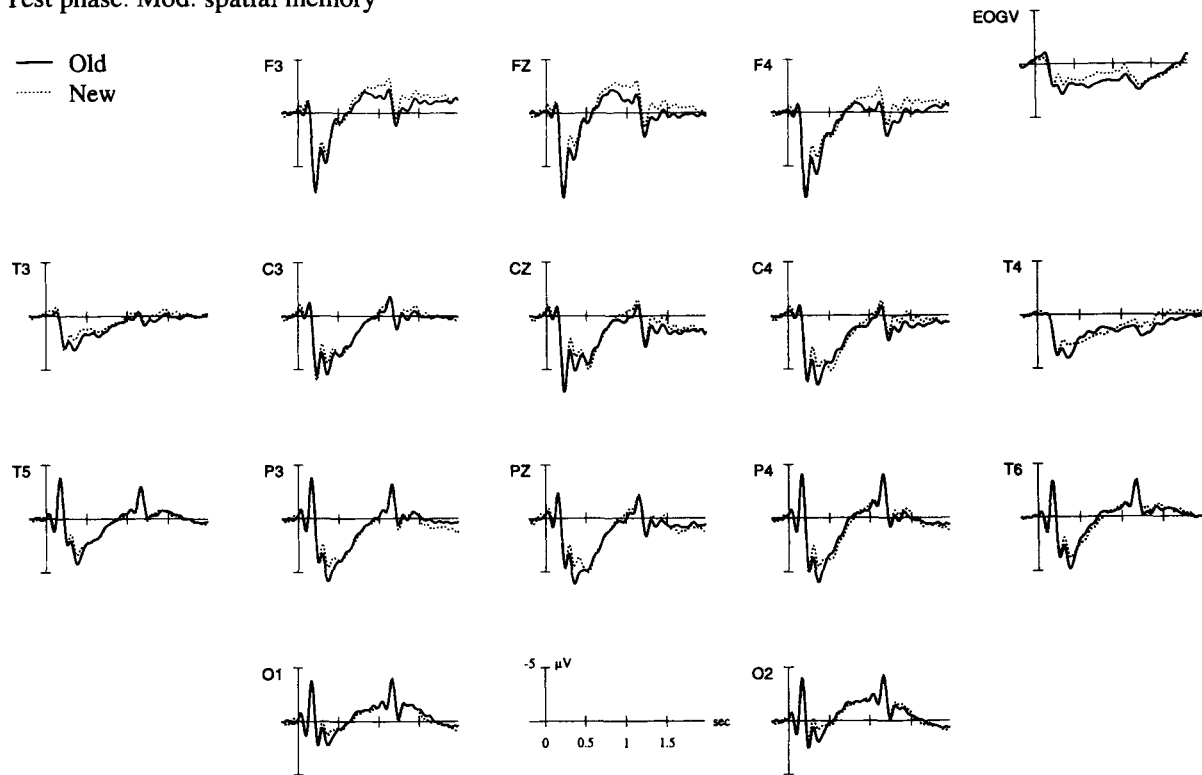 Test phase: Mod. spatial memory
Old
New
EOGV
F3
FZ
F4
T3
C3
CZ
C4
T4
T5
P3
PZ
P4
T6
O1
-5 µV
sec
0 0.5 1 1.5
O2